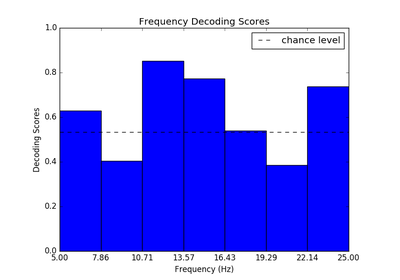 Frequency Decoding Scores
chance level
1.0
0.8
0.6
0.4
0.2
0.0
Decoding Scores
5.00 7.86 10.71 13.57 16.43 19.29 22.14 25.00
Frequency (Hz)